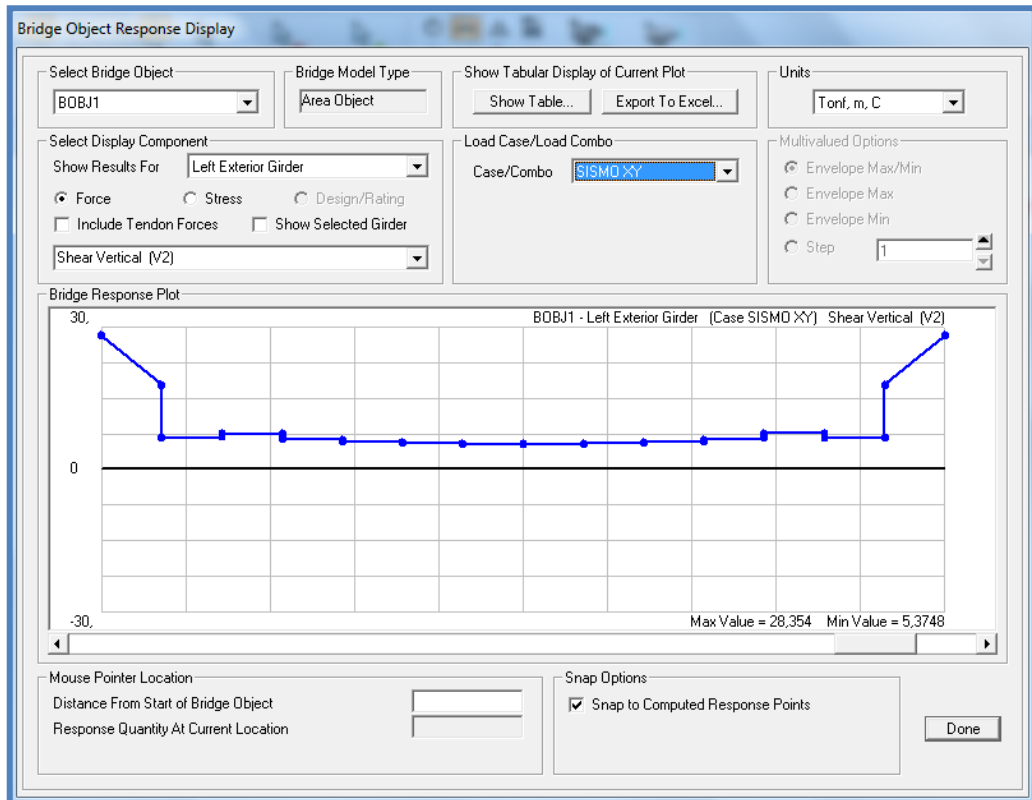 Bridge Object Response Display
Select Bridge Object
BOBJ1
Bridge Model Type
Area Object
Show Tabular Display of Current Plot
Show Table...
Export To Excel...
Units
Tonf, m, C
Select Display Component
Show Results For
Left Exterior Girder
Force
Stress
Design/Rating
Include Tendon Forces
Show Selected Girder
Shear Vertical (V2)
Load Case/Load Combo
Case/Combo
SISMO XY
Multivalued Options
Envelope Max/Min
Envelope Max
Envelope Min
Step
1
Bridge Response Plot
30,
BOBJ1 - Left Exterior Girder (Case SISMO XY) Shear Vertical (V2)
0
-30,
Max Value = 28,354 Min Value = 5,3748
Mouse Pointer Location
Distance From Start of Bridge Object
Response Quantity At Current Location
Snap Options
Snap to Computed Response Points
Done